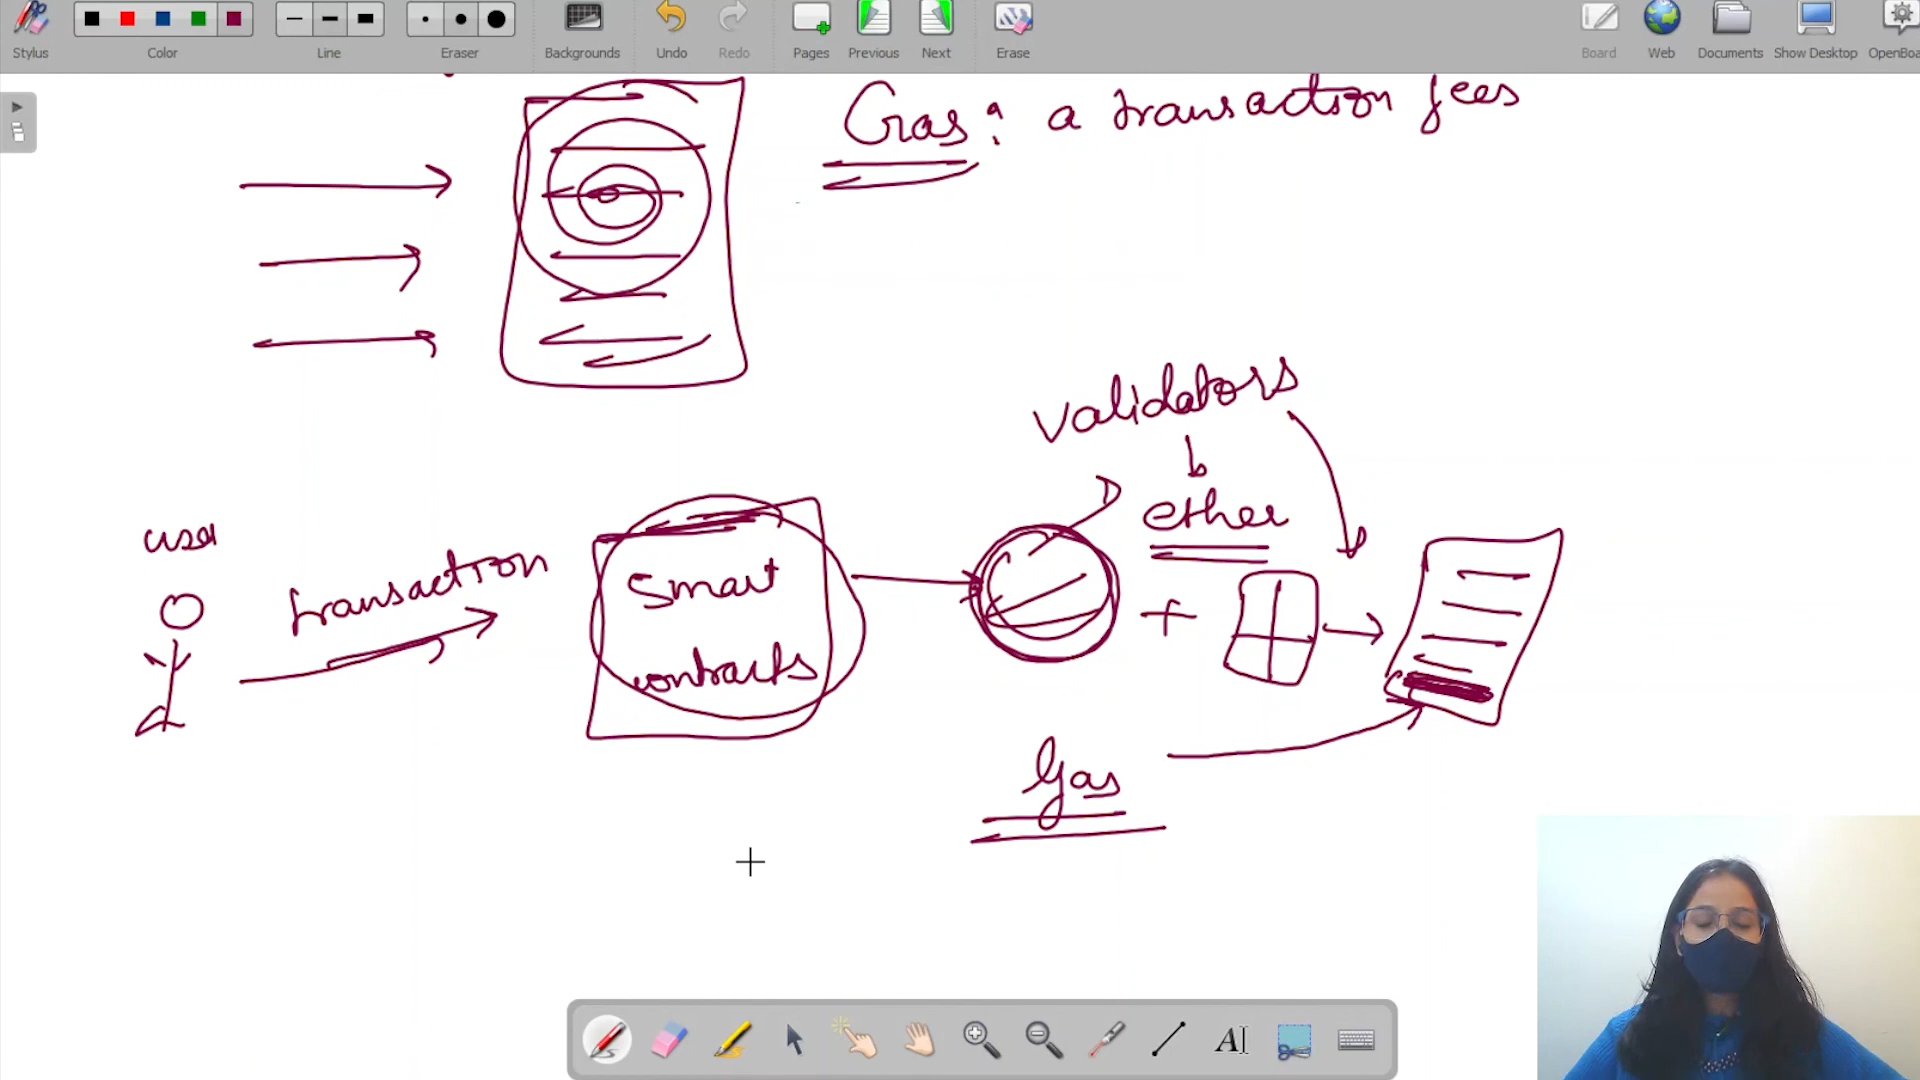 Stylus
Color
Line
Eraser
Backgrounds
Undo
Redo
Pages
Previous
Next
Erase
Board
Web
Documents
Show Desktop
OpenBoa
Gas: a transaction fees
validators
ether
user
transaction
Smart
contracts
Gas